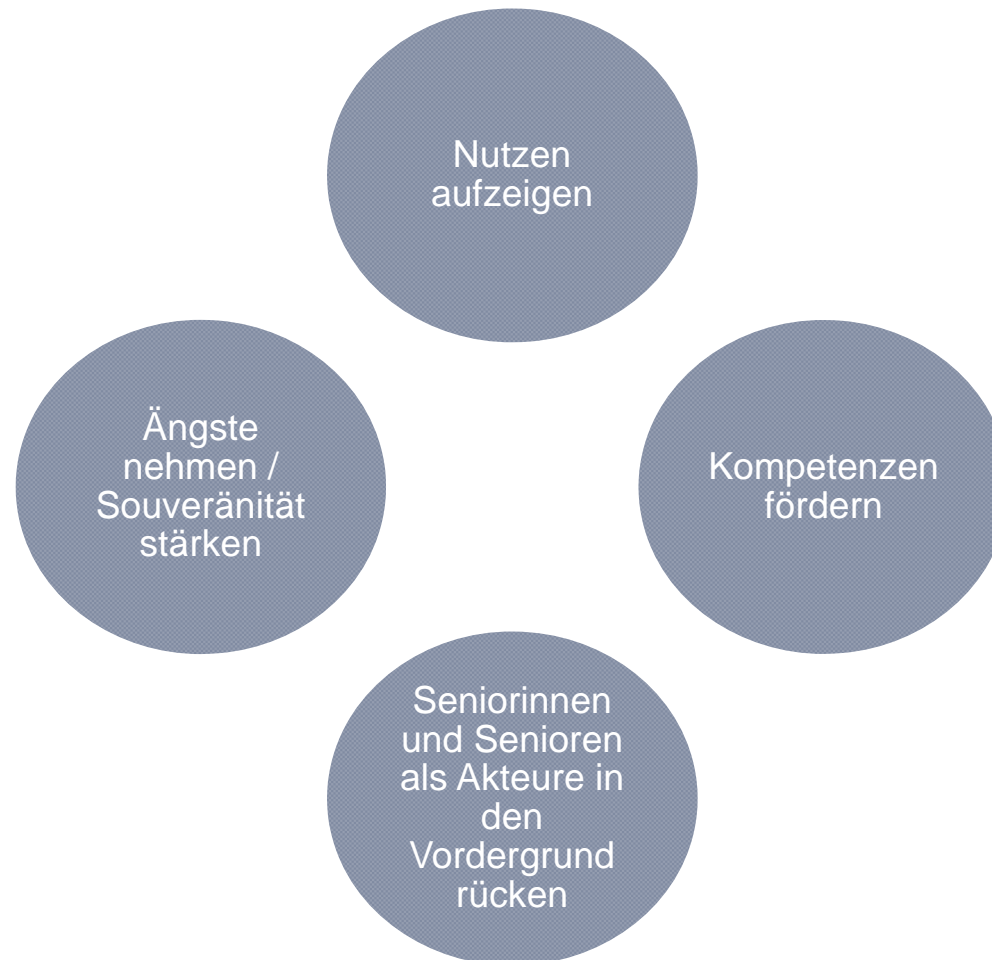 Nutzen
aufzeigen
Ängste
nehmen /
Souveränität
stärken
Kompetenzen
fördern
Seniorinnen
und Senioren
als Akteure in
den
Vordergrund
rücken